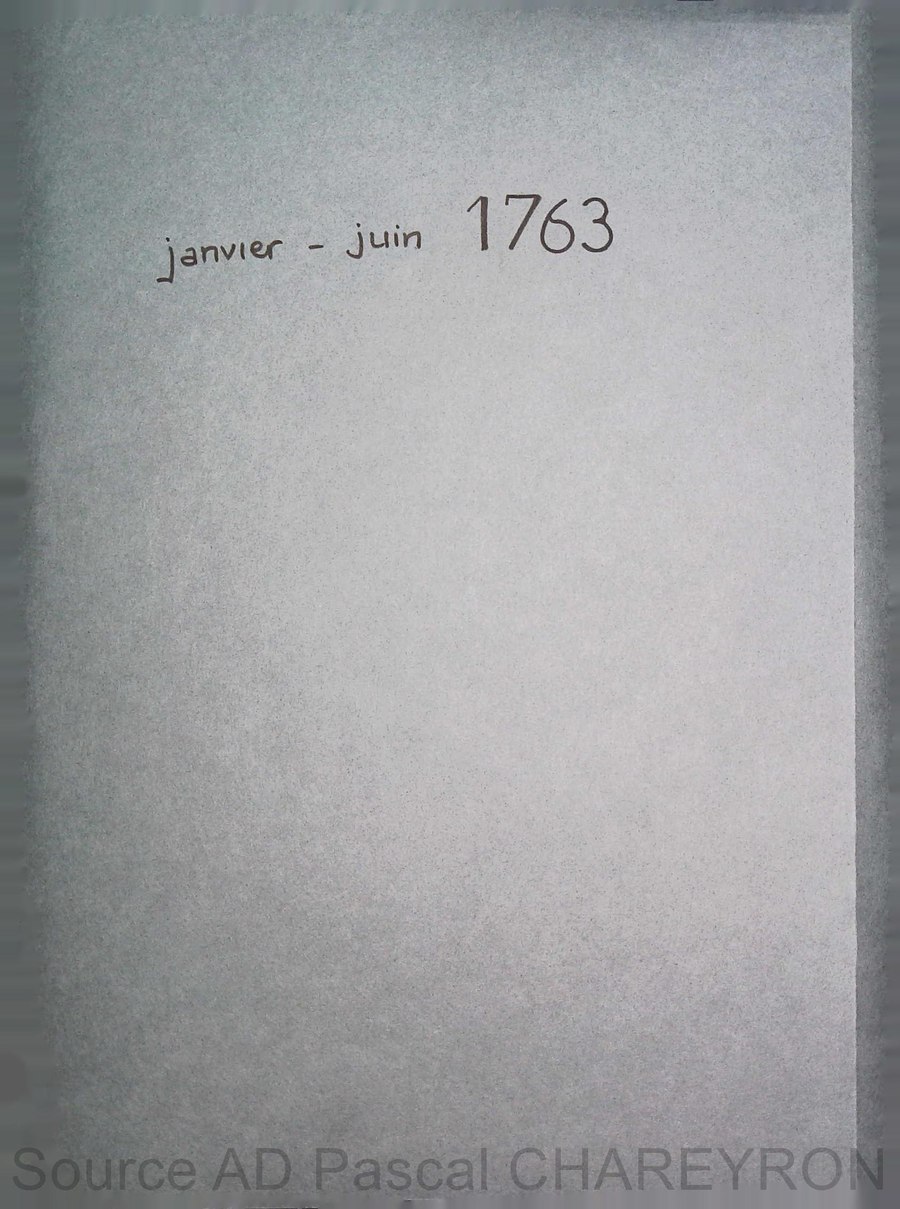 janvier - juin 1763
Source AD Pascal CHAREYRON